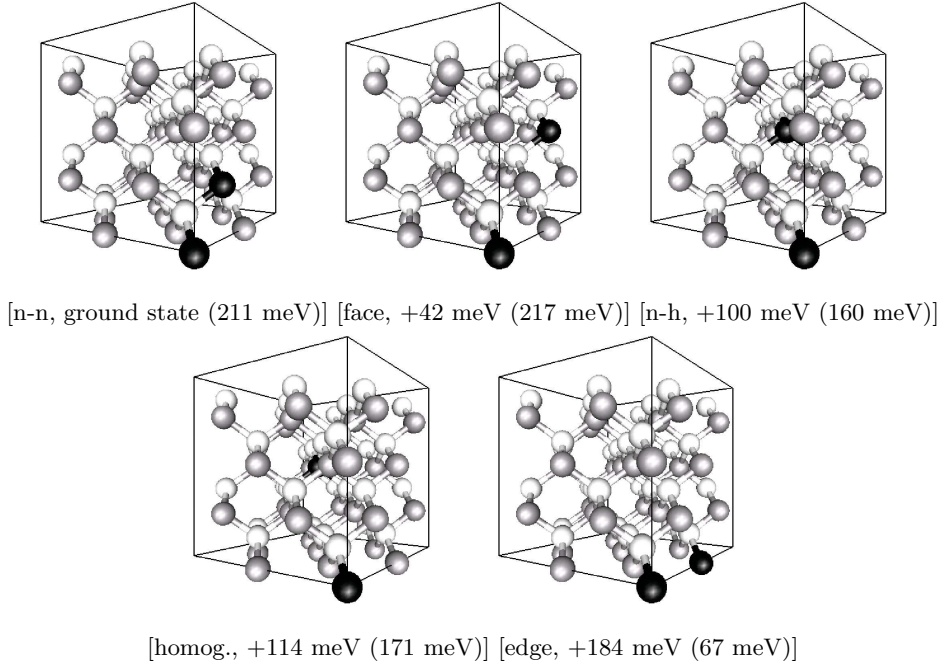 [n-n, ground state (211 meV)] [face, +42 meV (217 meV)] [n-h, +100 meV (160 meV)]
[homog., +114 meV (171 meV)] [edge, +184 meV (67 meV)]